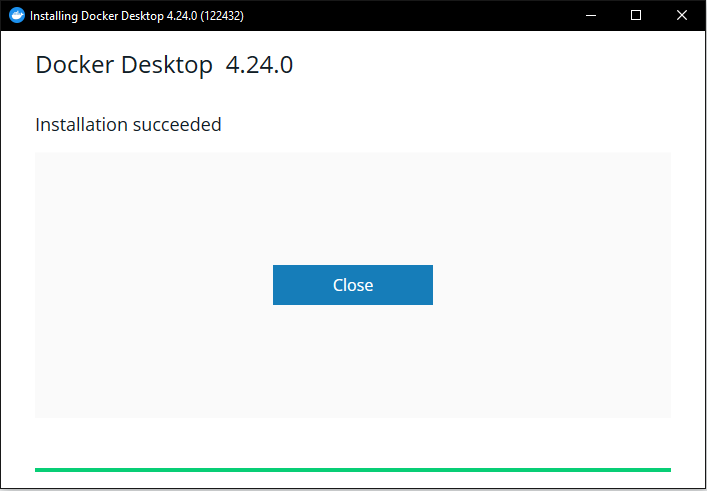 Installing Docker Desktop 4.24.0 (122432)
Docker Desktop 4.24.0
Installation succeeded
Close